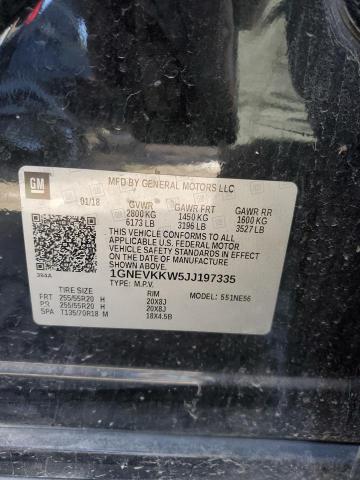 GM
MFD BY GENERAL MOTORS LLC
01/18
GVWR GAWR FRT GAWR RR
2800 KG 1450 KG 1600 KG
6173 LB 3196 LB 3527 LB
THIS VEHICLE CONFORMS TO ALL APPLICABLE
U.S. FEDERAL MOTOR VEHICLE
SAFETY STANDARDS IN EFFECT ON THE
DATE OF MANUFACTURE
SHOWN ABOVE.
1GNEVKKW5JJ197335
TYPE: M.P.V.
TIRE SIZE RIM MODEL: 551NE56
FRT 255/55R20 H 20X8J
RR 255/55R20 H 20X8J
SPA T135/70R18 M 18X4.5B